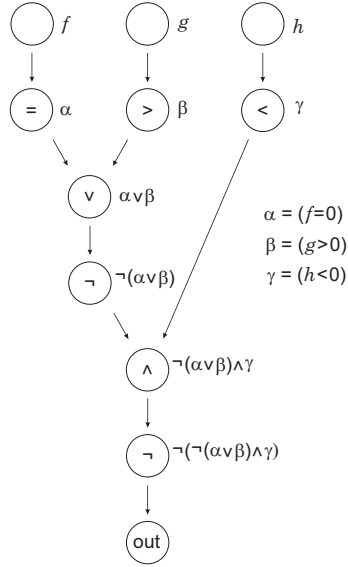 f g h
= α > β < γ
∨ α∨β
α = (f=0)
β = (g>0)
γ = (h<0)
¬ ¬(α∨β)
∧ ¬(α∨β)∧γ
¬ ¬(¬(α∨β)∧γ)
out